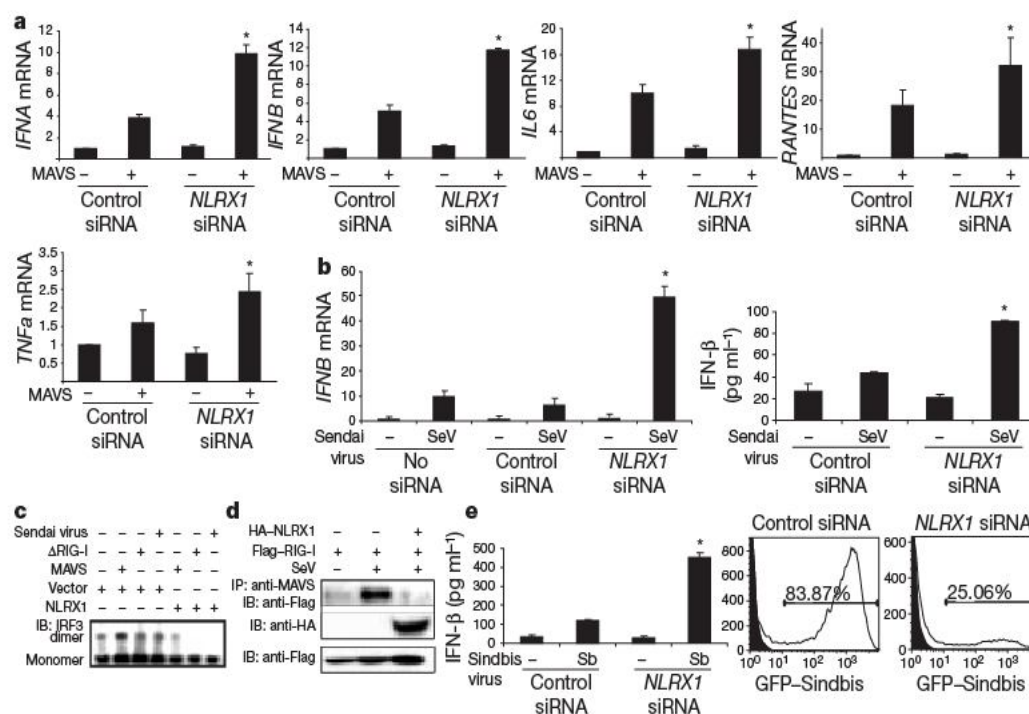 a
IFNA mRNA
12
10
8
6
4
2
– + – +
MAVS
Control siRNA
NLRX1 siRNA
IFNB mRNA
14
12
10
8
6
4
2
– + – +
MAVS
Control siRNA
NLRX1 siRNA
IL6 mRNA
20
16
12
8
4
– + – +
MAVS
Control siRNA
NLRX1 siRNA
RANTES mRNA
40
30
20
10
– + – +
MAVS
Control siRNA
NLRX1 siRNA
*
*
*
*
TNFa mRNA
3.5
3
2.5
2
1.5
1
0.5
*
– + – +
MAVS
Control siRNA
NLRX1 siRNA
b
IFNB mRNA
60
50
40
30
20
10
0
*
Sendai virus
– SeV – SeV – SeV
No siRNA
Control siRNA
NLRX1 siRNA
IFN-β (pg ml⁻¹)
100
80
60
40
20
0
*
Sendai virus
– SeV – SeV
Control siRNA
NLRX1 siRNA
c
Sendai virus – – – + – – +
ΔRIG-I – – + – – + –
MAVS – + – – + – –
Vector + + + + – – –
NLRX1 – – – – + + +
IB: IRF3
dimer
Monomer
d
HA–NLRX1 – – +
Flag–RIG-I + + +
SeV – + +
IP: anti-MAVS
IB: anti-Flag
IB: anti-HA
IB: anti-Flag
e
IFN-β (pg ml⁻¹)
500
400
300
200
100
0
*
Sindbis virus
– Sb – Sb
Control siRNA
NLRX1 siRNA
Control siRNA
800
600
400
200
0
83.87%
10⁰ 10¹ 10² 10³
GFP–Sindbis
NLRX1 siRNA
800
600
400
200
0
25.06%
10⁰ 10¹ 10² 10³
GFP–Sindbis